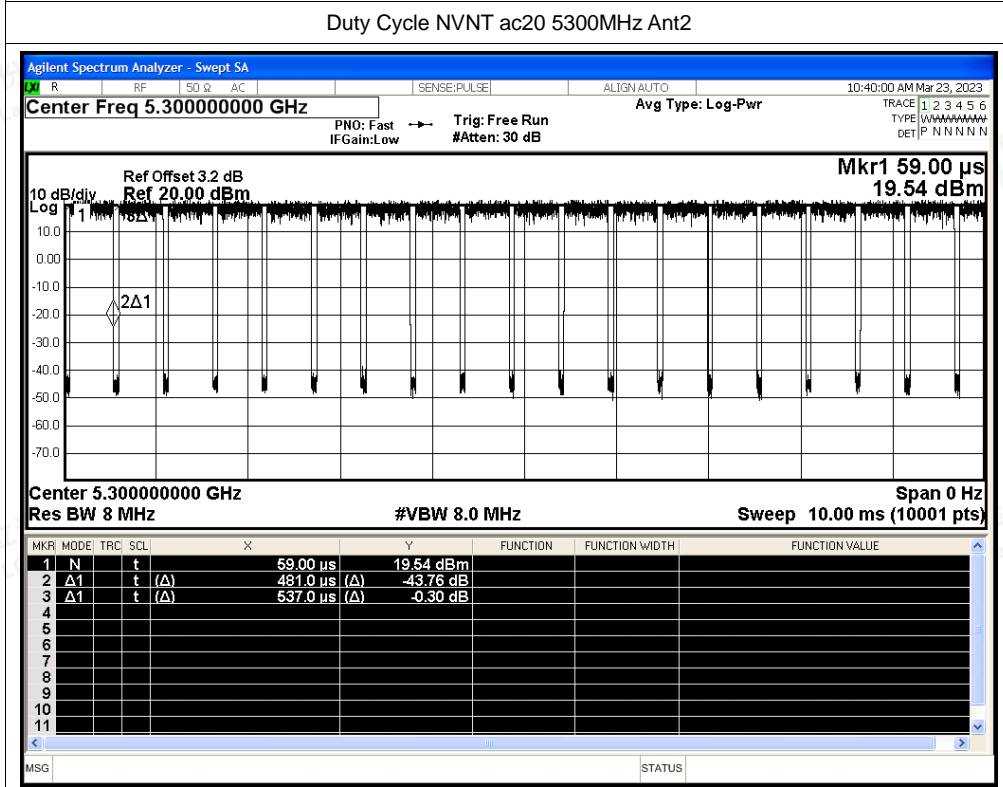 Duty Cycle NVNT ac20 5300MHz Ant2
Agilent Spectrum Analyzer - Swept SA
LXI R RF 50 Ω AC SENSE:PULSE ALIGN AUTO 10:40:00 AM Mar 23, 2023
Center Freq 5.300000000 GHz Avg Type: Log-Pwr TRACE 1 2 3 4 5 6
PNO: Fast Trig: Free Run TYPE W
IFGain:Low #Atten: 30 dB DET P N N N N N
Mkr1 59.00 µs
Ref Offset 3.2 dB
10 dB/div Ref 20.00 dBm 19.54 dBm
Log
1 3Δ1
10.0
0.00
-10.0
2Δ1
-20.0
-30.0
-40.0
-50.0
-60.0
-70.0
Center 5.300000000 GHz Span 0 Hz
Res BW 8 MHz #VBW 8.0 MHz Sweep 10.00 ms (10001 pts)
MKR MODE TRC SCL X Y FUNCTION FUNCTION WIDTH FUNCTION VALUE
1 N t 59.00 µs 19.54 dBm
2 Δ1 t (Δ) 481.0 µs (Δ) -43.76 dB
3 Δ1 t (Δ) 537.0 µs (Δ) -0.30 dB
4
5
6
7
8
9
10
11
MSG STATUS